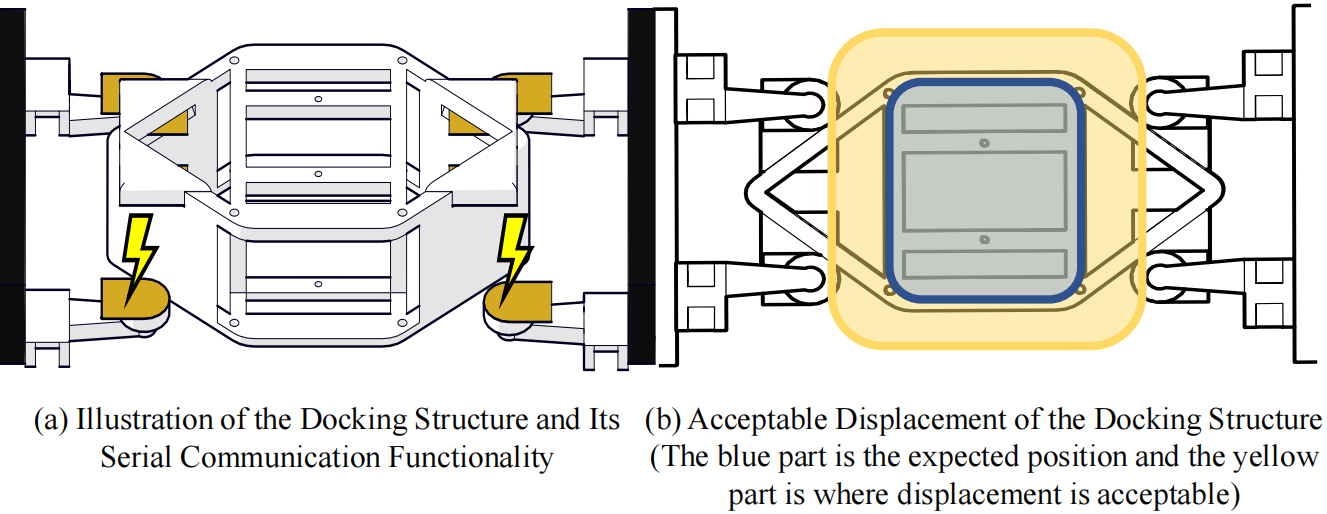 (a) Illustration of the Docking Structure and Its
Serial Communication Functionality
(b) Acceptable Displacement of the Docking Structure
(The blue part is the expected position and the yellow
part is where displacement is acceptable)